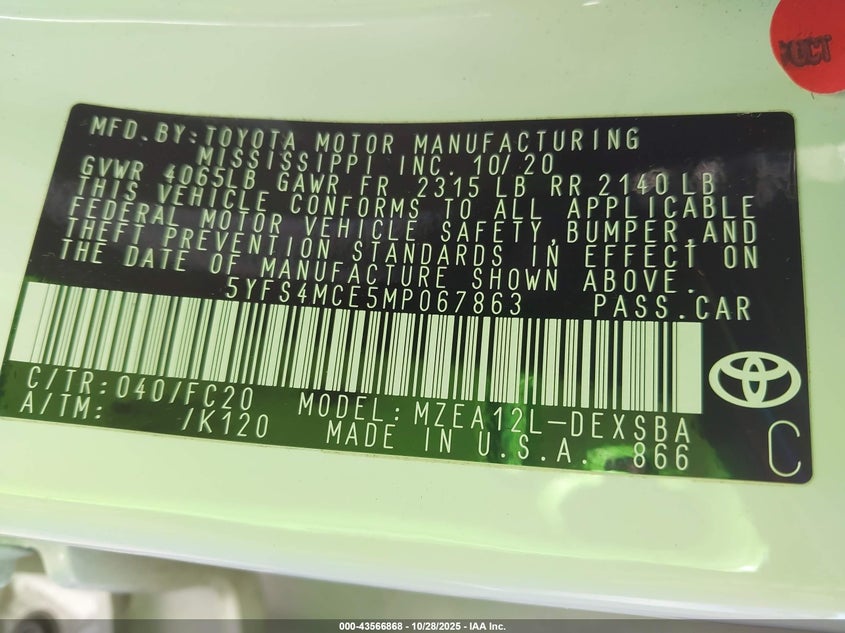 UCT
MFD.BY:TOYOTA MOTOR MANUFACTURING
MISSISSIPPI INC. 10/20
GVWR 4065LB GAWR FR 2315 LB RR 2140 LB
THIS VEHICLE CONFORMS TO ALL APPLICABLE
FEDERAL MOTOR VEHICLE SAFETY,BUMPER,AND
THEFT PREVENTION STANDARDS IN EFFECT ON
THE DATE OF MANUFACTURE SHOWN ABOVE.
5YFS4MCE5MP067863 PASS.CAR
C/TR:040/FC20 MODEL:MZEA12L-DEXSBA
A/TM: /K120 MADE IN U.S.A. 866
C
000-43566868 | 10/28/2025 - IAA Inc.